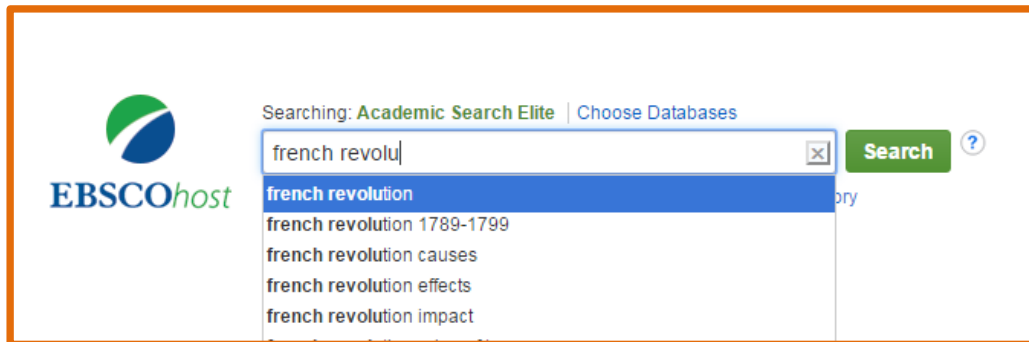 Searching: Academic Search Elite | Choose Databases
french revolu
Search ?
EBSCOhost
french revolution
ory
french revolution 1789-1799
french revolution causes
french revolution effects
french revolution impact